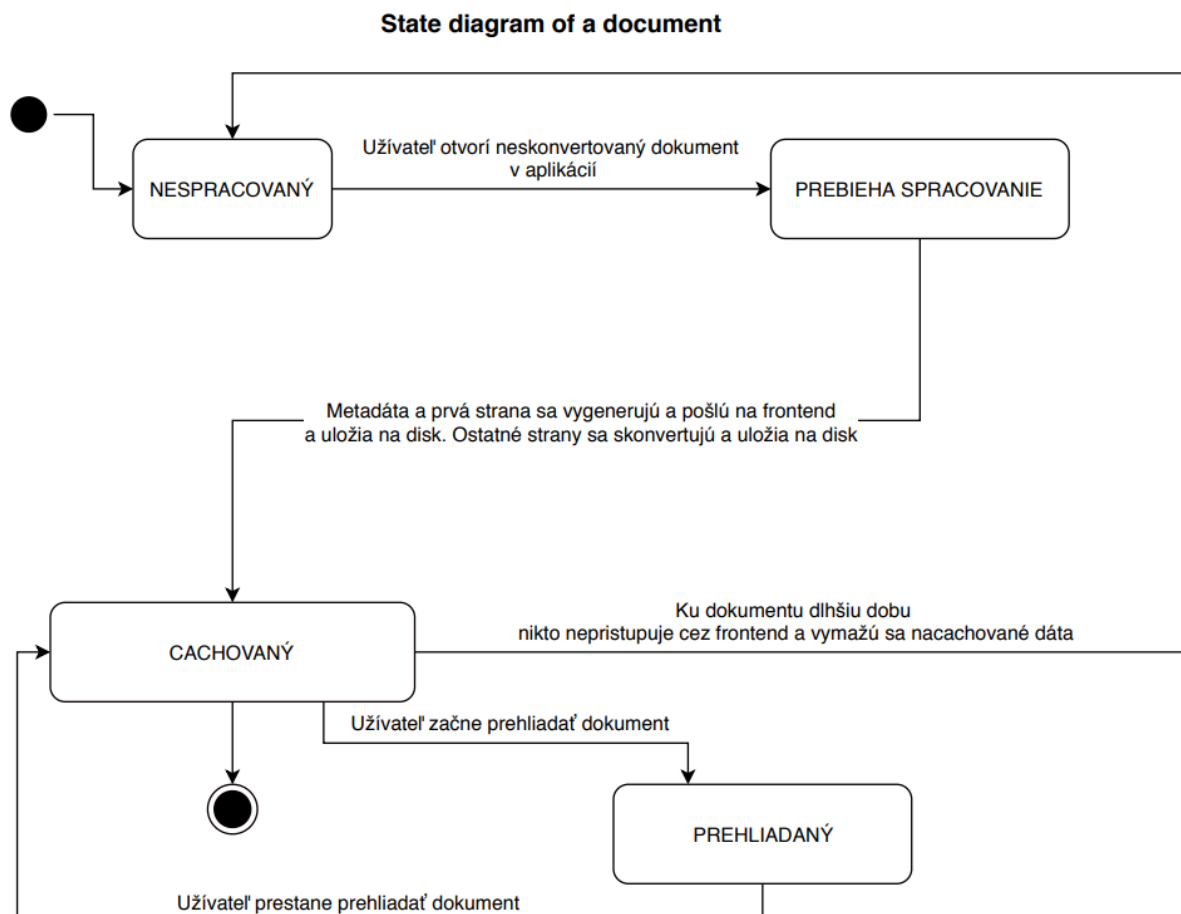 State diagram of a document
Užívateľ otvorí neskonvertovaný dokument
v aplikácií
NESPRACOVANÝ
PREBIEHA SPRACOVANIE
Metadáta a prvá strana sa vygenerujú a pošlú na frontend
a uložia na disk. Ostatné strany sa skonvertujú a uložia na disk
Ku dokumentu dlhšiu dobu
nikto nepristupuje cez frontend a vymažú sa nacachované dáta
CACHOVANÝ
Užívateľ začne prehliadať dokument
PREHLIADANÝ
Užívateľ prestane prehliadať dokument